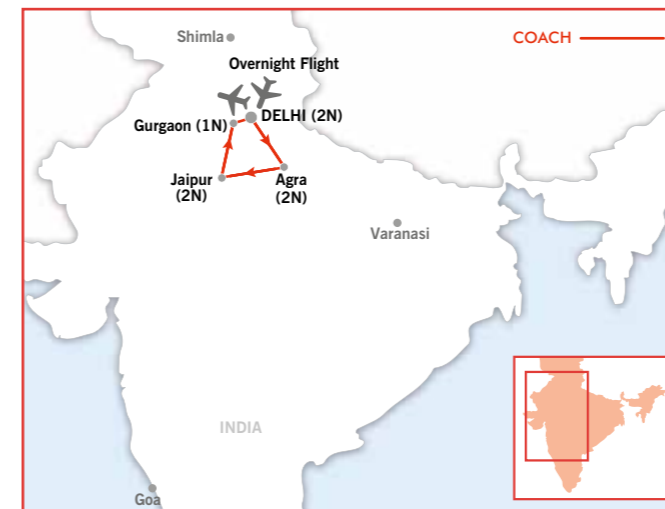 Shimla
COACH
Overnight Flight
DELHI (2N)
Gurgaon (1N)
Jaipur
(2N)
Agra
(2N)
Varanasi
INDIA
Goa